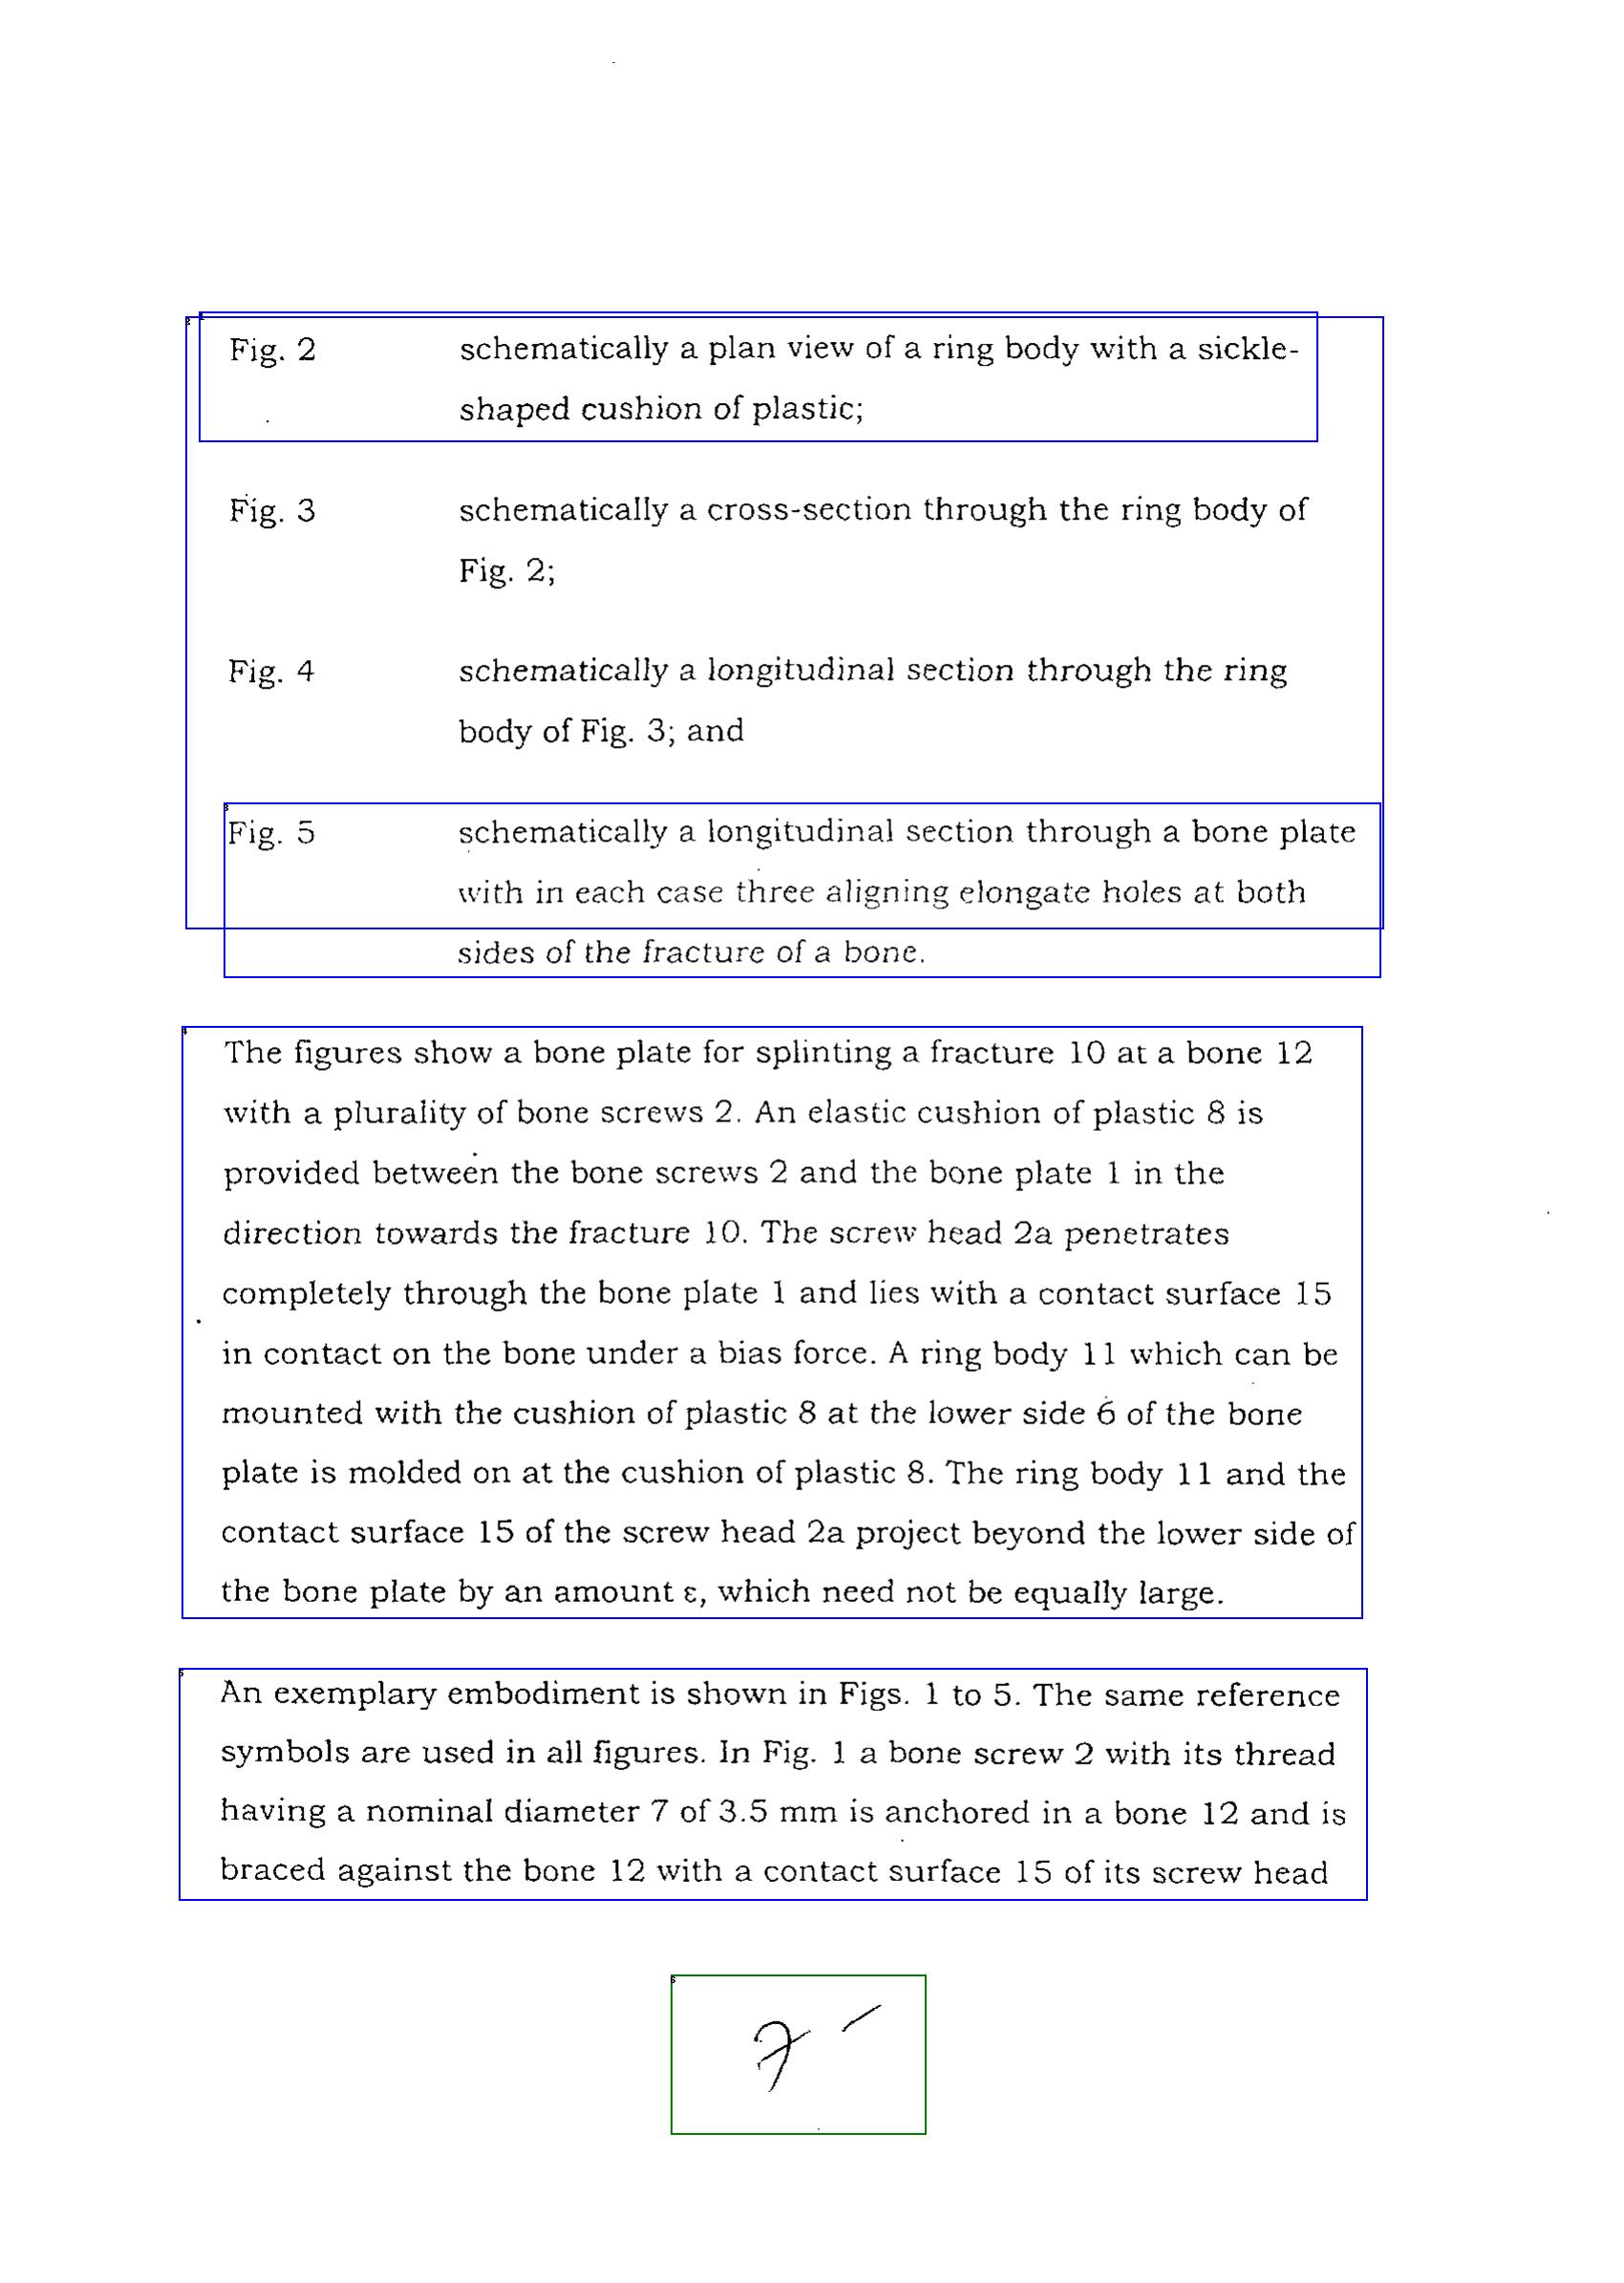 Fig. 2 schematically a plan view of a ring body with a sickle-
shaped cushion of plastic;
Fig. 3 schematically a cross-section through the ring body of
Fig. 2;
Fig. 4 schematically a longitudinal section through the ring
body of Fig. 3; and
Fig. 5 schematically a longitudinal section through a bone plate
with in each case three aligning elongate holes at both
sides of the fracture of a bone.
The figures show a bone plate for splinting a fracture 10 at a bone 12
with a plurality of bone screws 2. An elastic cushion of plastic 8 is
provided between the bone screws 2 and the bone plate 1 in the
direction towards the fracture 10. The screw head 2a penetrates
completely through the bone plate 1 and lies with a contact surface 15
in contact on the bone under a bias force. A ring body 11 which can be
mounted with the cushion of plastic 8 at the lower side 6 of the bone
plate is molded on at the cushion of plastic 8. The ring body 11 and the
contact surface 15 of the screw head 2a project beyond the lower side of
the bone plate by an amount ε, which need not be equally large.
An exemplary embodiment is shown in Figs. 1 to 5. The same reference
symbols are used in all figures. In Fig. 1 a bone screw 2 with its thread
having a nominal diameter 7 of 3.5 mm is anchored in a bone 12 and is
braced against the bone 12 with a contact surface 15 of its screw head